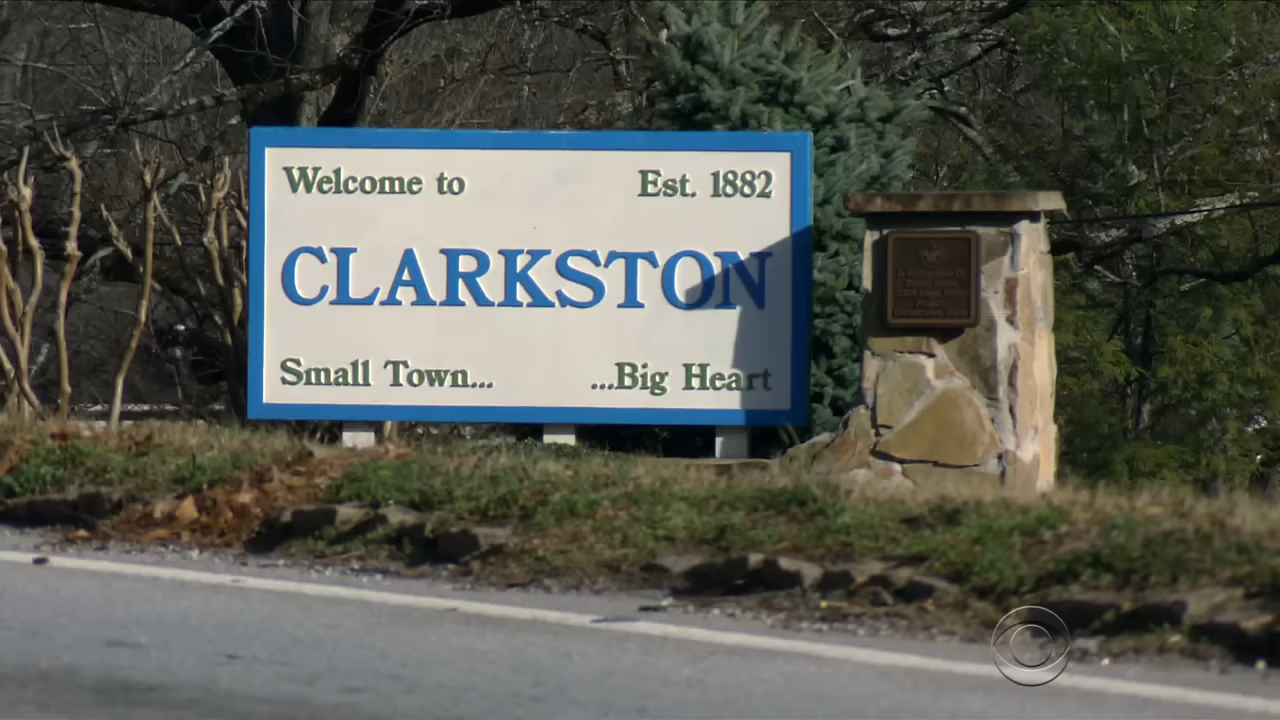 Welcome to
Est. 1882
CLARKSTON
Small Town...
...Big Heart